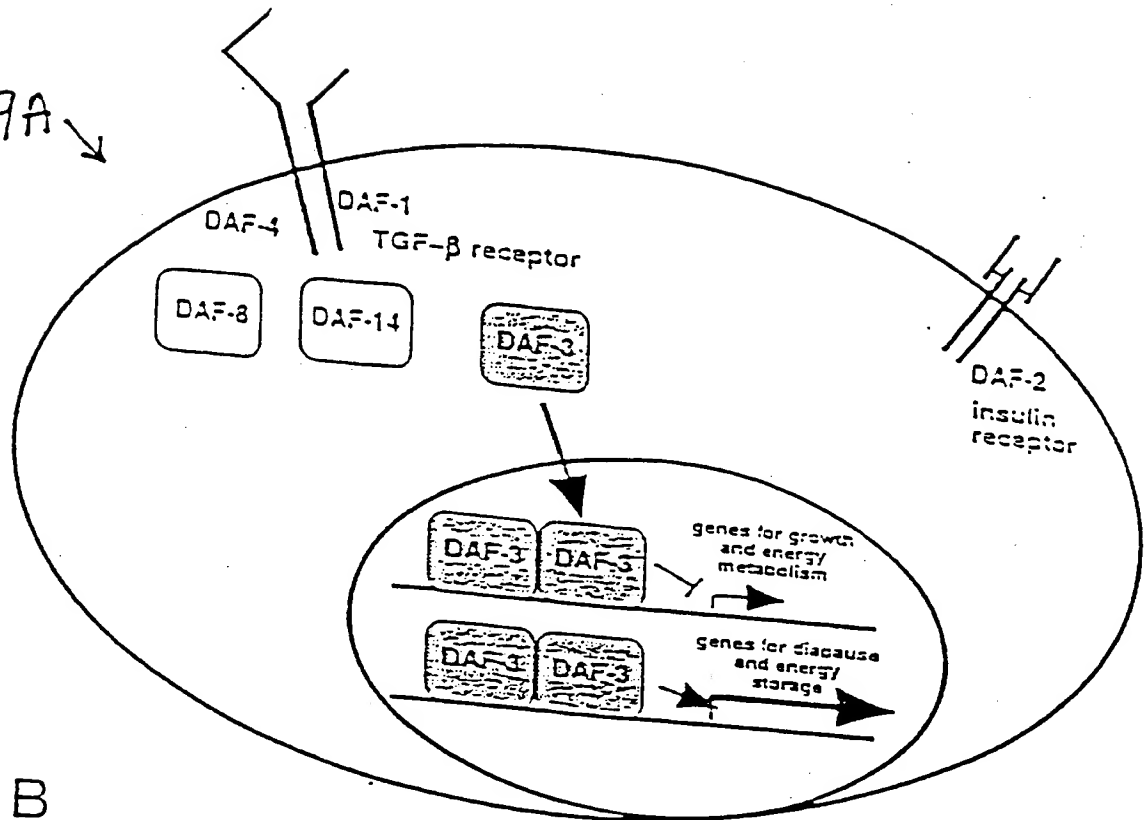 9A
DAF-4
DAF-1
TGF-β receptor
DAF-8
DAF-14
DAF-3
DAF-2
insulin
receptor
DAF-3 DAF-3
genes for growth
and energy
metabolism
DAF-3 DAF-3
genes for diapause
and energy
storage
B